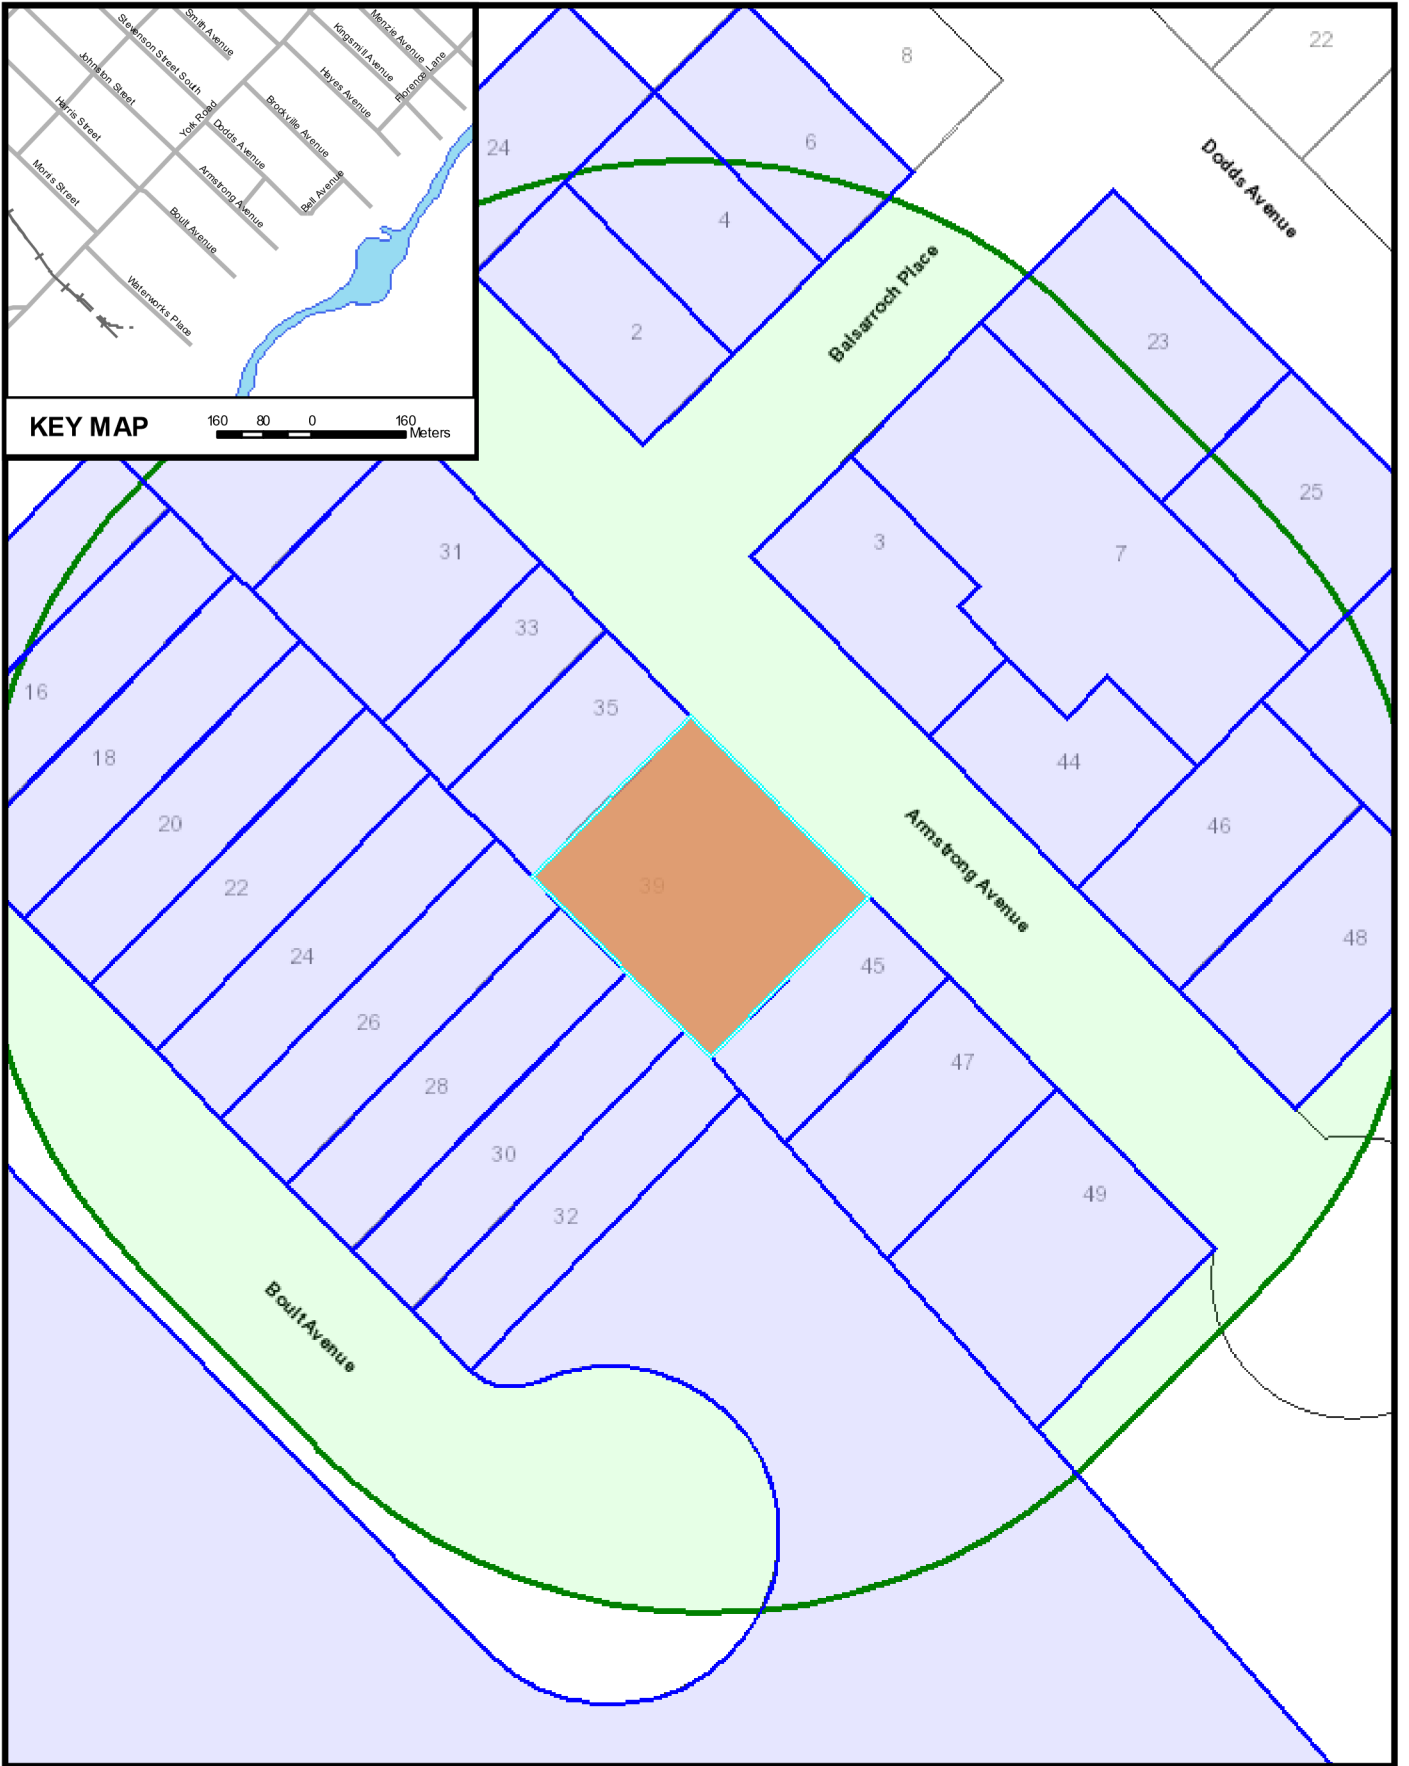 Smith Avenue
Stevenson Street South
Menzie Avenue
Kingsmill Avenue
Florence Lane
Hayes Avenue
Johnston Street
Harris Street
York Road
Brockville Avenue
Dodds Avenue
Morris Street
Armstrong Avenue
Bell Avenue
Boult Avenue
Waterworks Place
KEY MAP
160 80 0 160
Meters
8
22
24
6
Dodds Avenue
4
Balsarroch Place
2
23
25
31
3
7
33
35
16
18
44
20
46
Armstrong Avenue
22
39
48
24
45
26
47
28
30
49
32
Boult Avenue